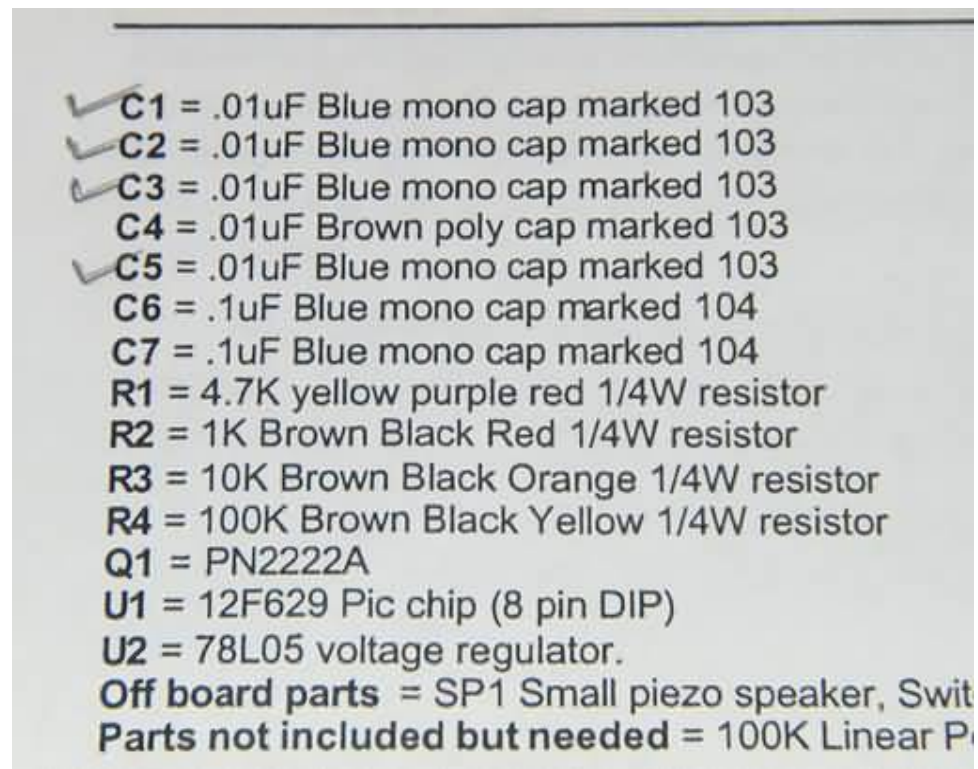 C1 = .01uF Blue mono cap marked 103
C2 = .01uF Blue mono cap marked 103
C3 = .01uF Blue mono cap marked 103
C4 = .01uF Brown poly cap marked 103
C5 = .01uF Blue mono cap marked 103
C6 = .1uF Blue mono cap marked 104
C7 = .1uF Blue mono cap marked 104
R1 = 4.7K yellow purple red 1/4W resistor
R2 = 1K Brown Black Red 1/4W resistor
R3 = 10K Brown Black Orange 1/4W resistor
R4 = 100K Brown Black Yellow 1/4W resistor
Q1 = PN2222A
U1 = 12F629 Pic chip (8 pin DIP)
U2 = 78L05 voltage regulator.
Off board parts = SP1 Small piezo speaker,
Parts not included but needed = 100K Linear